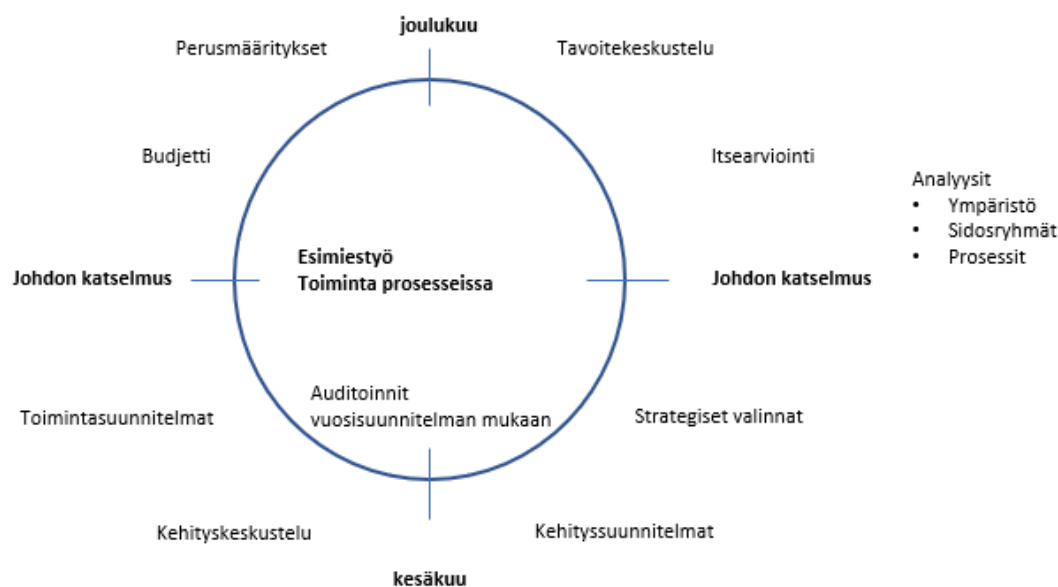 joulukuu
Perusmääritykset
Tavoitekeskustelu
Budjetti
Itsearviointi
Analyysit
• Ympäristö
• Sidosryhmät
• Prosessit
Esimiestyö
Toiminta prosesseissa
Johdon katselmus
Johdon katselmus
Auditoinnit
vuosisuunnitelman mukaan
Toimintasuunnitelmat
Strategiset valinnat
Kehityskeskustelu
Kehityssuunnitelmat
kesäkuu